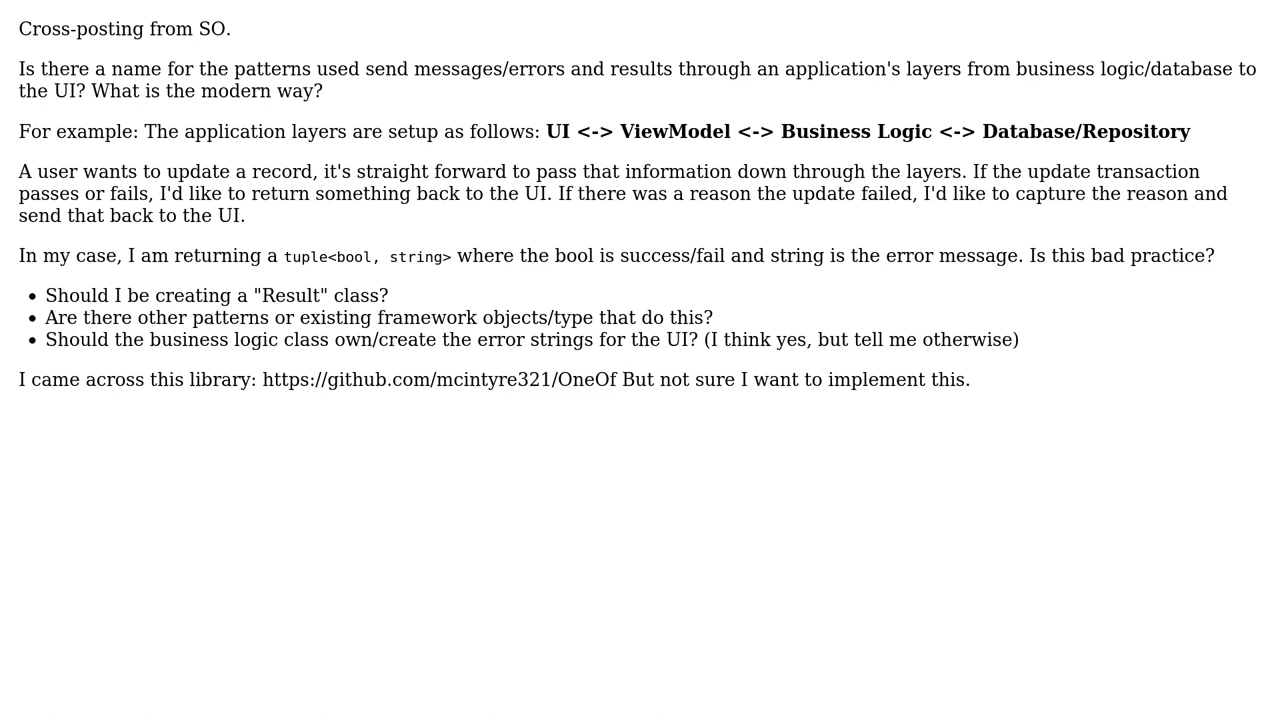 Cross-posting from SO.
Is there a name for the patterns used send messages/errors and results through an application's layers from business logic/database to
the UI? What is the modern way?
For example: The application layers are setup as follows: UI <-> ViewModel <-> Business Logic <-> Database/Repository
A user wants to update a record, it's straight forward to pass that information down through the layers. If the update transaction
passes or fails, I'd like to return something back to the UI. If there was a reason the update failed, I'd like to capture the reason and
send that back to the UI.
In my case, I am returning a tuple<bool, string> where the bool is success/fail and string is the error message. Is this bad practice?
• Should I be creating a "Result" class?
• Are there other patterns or existing framework objects/type that do this?
• Should the business logic class own/create the error strings for the UI? (I think yes, but tell me otherwise)
I came across this library: https://github.com/mcintyre321/OneOf But not sure I want to implement this.